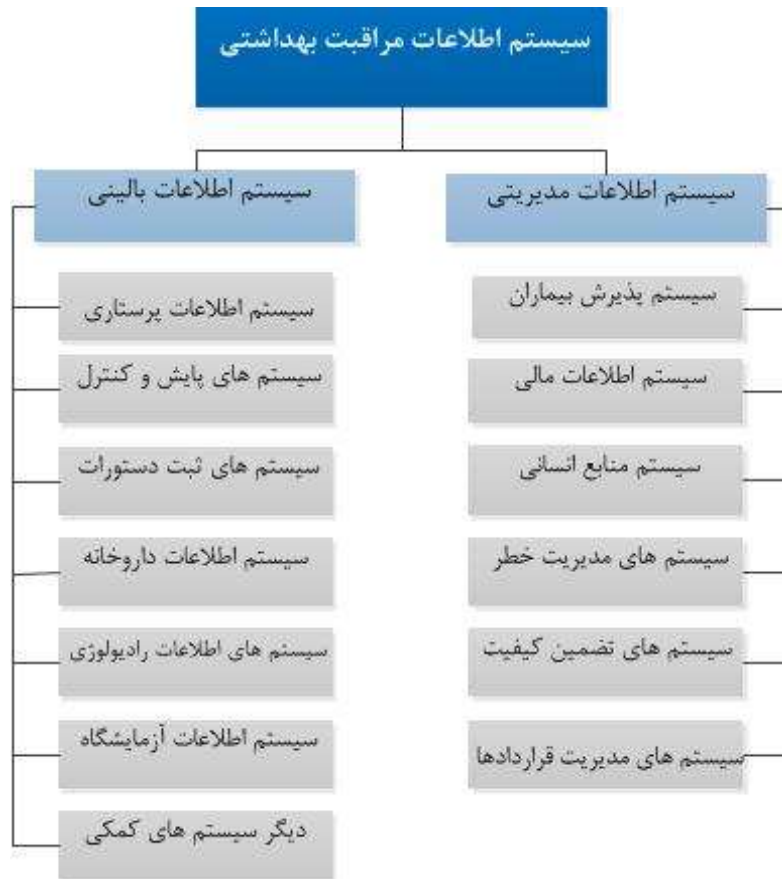 سیستم اطلاعات مراقبت بهداشتی
سیستم اطلاعات مدیریتی
سیستم پذیرش بیماران
سیستم اطلاعات مالی
سیستم منابع انسانی
سیستم های مدیریت خطر
سیستم های تضمین کیفیت
سیستم های مدیریت قراردادها
سیستم اطلاعات بالینی
سیستم اطلاعات پرستاری
سیستم های پایش و کنترل
سیستم های ثبت دستورات
سیستم اطلاعات داروخانه
سیستم های اطلاعات رادیولوژی
سیستم اطلاعات آزمایشگاه
دیگر سیستم های کمکی